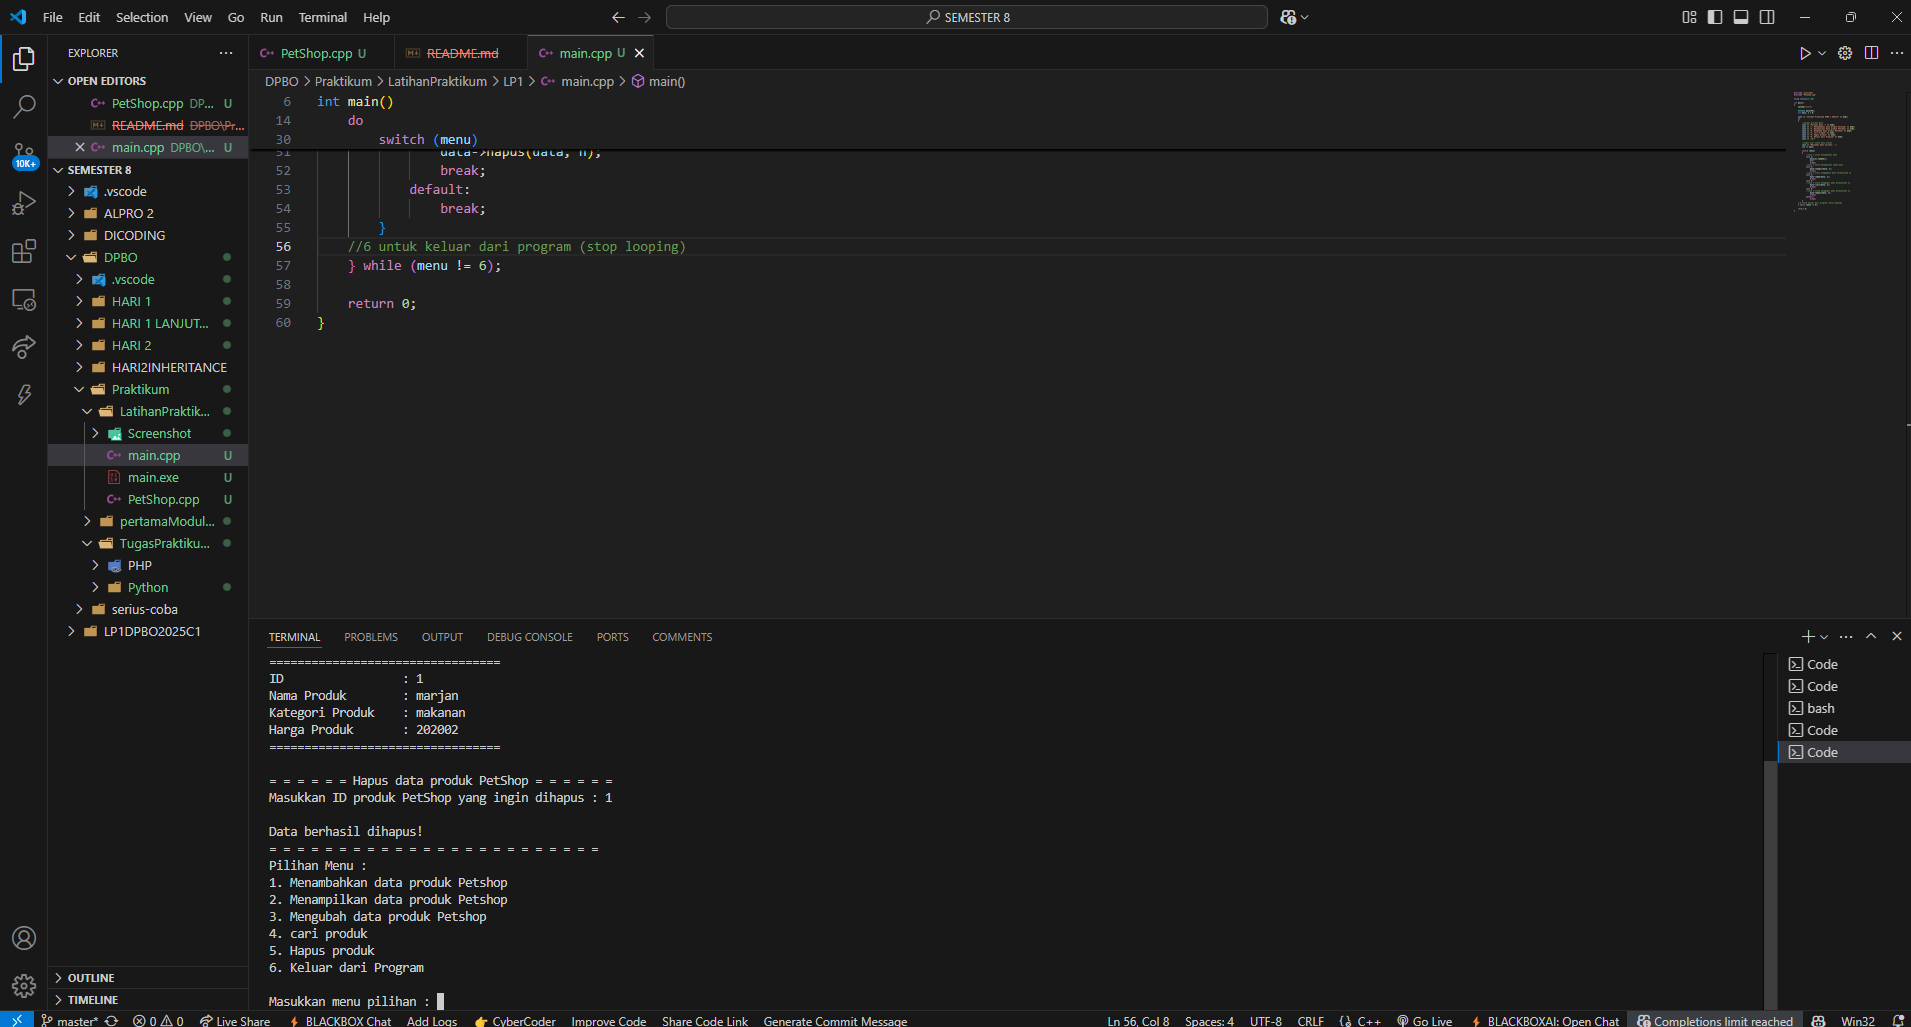 File Edit Selection View Go Run Terminal Help
SEMESTER 8
EXPLORER
OPEN EDITORS
PetShop.cpp DP... U
README.md DPBO\Pr...
main.cpp DPBO\... U
SEMESTER 8
.vscode
ALPRO 2
DICODING
DPBO
.vscode
HARI 1
HARI 1 LANJUT...
HARI 2
HARI2INHERITANCE
Praktikum
LatihanPraktik...
Screenshot
main.cpp U
main.exe U
PetShop.cpp U
pertamaModul...
TugasPraktiku...
PHP
Python
serius-coba
LP1DPBO2025C1
OUTLINE
TIMELINE
10K+
PetShop.cpp U
README.md
main.cpp U
DPBO > Praktikum > LatihanPraktikum > LP1 > main.cpp > main()
6 int main()
14 do
30 switch (menu)
51 data->hapus(data, n);
52 break;
53 default:
54 break;
55 }
56 //6 untuk keluar dari program (stop looping)
57 } while (menu != 6);
58
59 return 0;
60 }
TERMINAL PROBLEMS OUTPUT DEBUG CONSOLE PORTS COMMENTS
=================================
ID : 1
Nama Produk : marjan
Kategori Produk : makanan
Harga Produk : 202002
=================================
= = = = = = Hapus data produk PetShop = = = = = =
Masukkan ID produk PetShop yang ingin dihapus : 1
Data berhasil dihapus!
= = = = = = = = = = = = = = = = = = = = = = = =
Pilihan Menu :
1. Menambahkan data produk Petshop
2. Menampilkan data produk Petshop
3. Mengubah data produk Petshop
4. cari produk
5. Hapus produk
6. Keluar dari Program
Masukkan menu pilihan :
Code
Code
bash
Code
Code
master* 0 0 Live Share BLACKBOX Chat Add Logs CyberCoder Improve Code Share Code Link Generate Commit Message
Ln 56, Col 8 Spaces: 4 UTF-8 CRLF {} C++ Go Live BLACKBOXAI: Open Chat Completions limit reached Win32